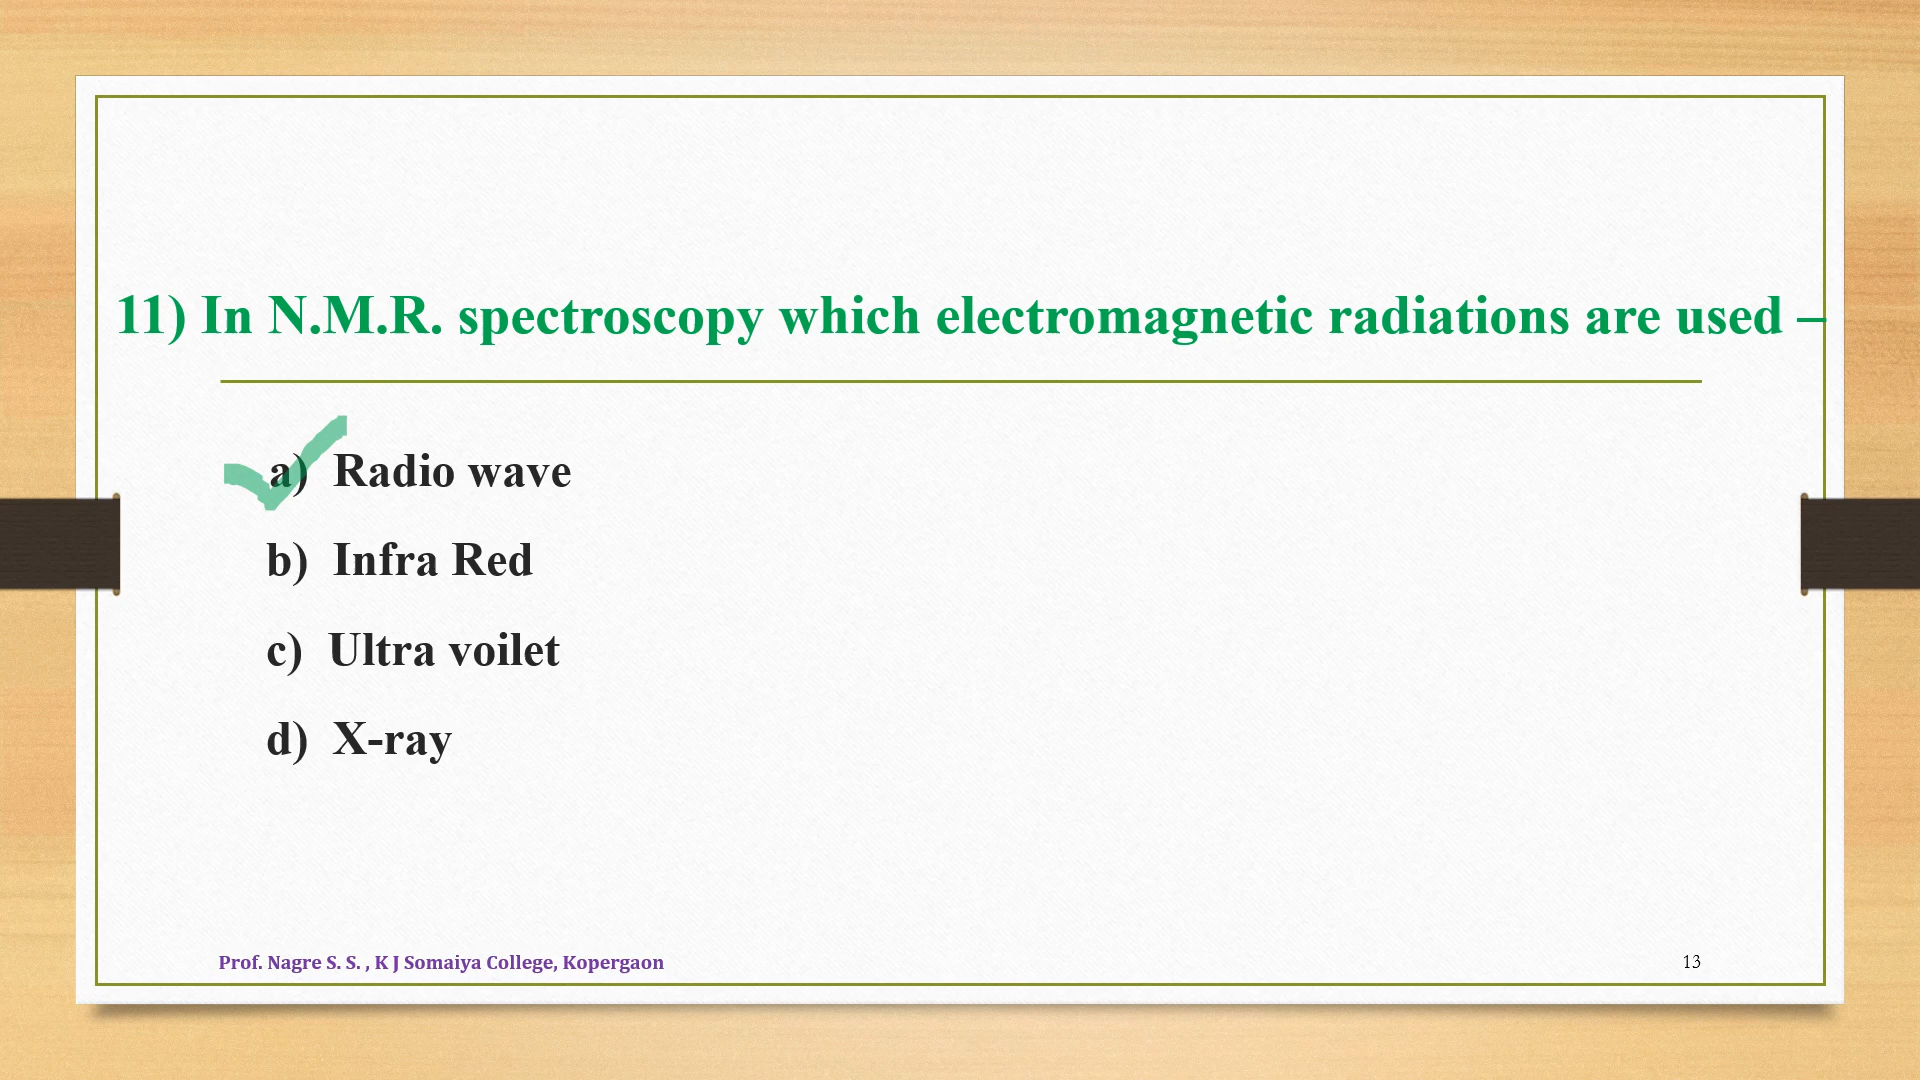 11) In N.M.R. spectroscopy which electromagnetic radiations are used –
a) Radio wave
b) Infra Red
c) Ultra voilet
d) X-ray
Prof. Nagre S. S. , K J Somaiya College, Kopergaon
13